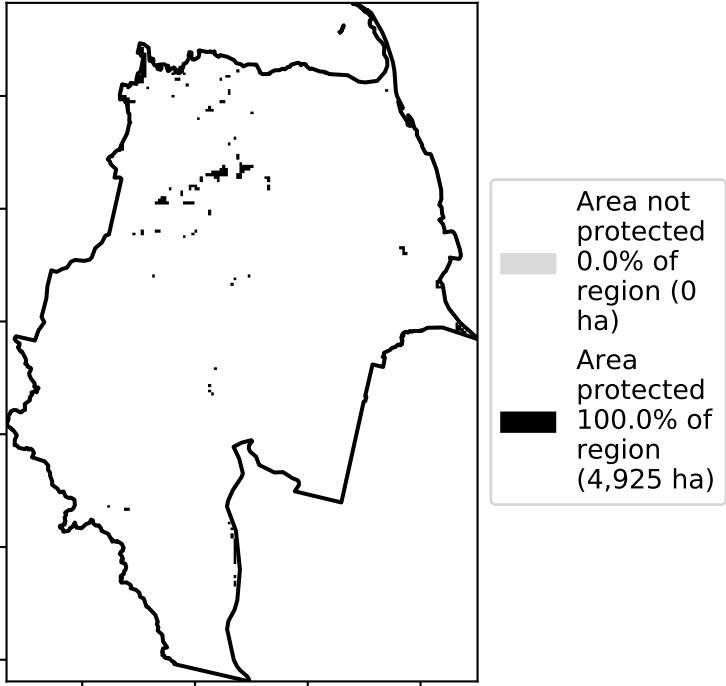 Area not
protected
0.0% of
region (0
ha)
Area
protected
100.0% of
region
(4,925 ha)